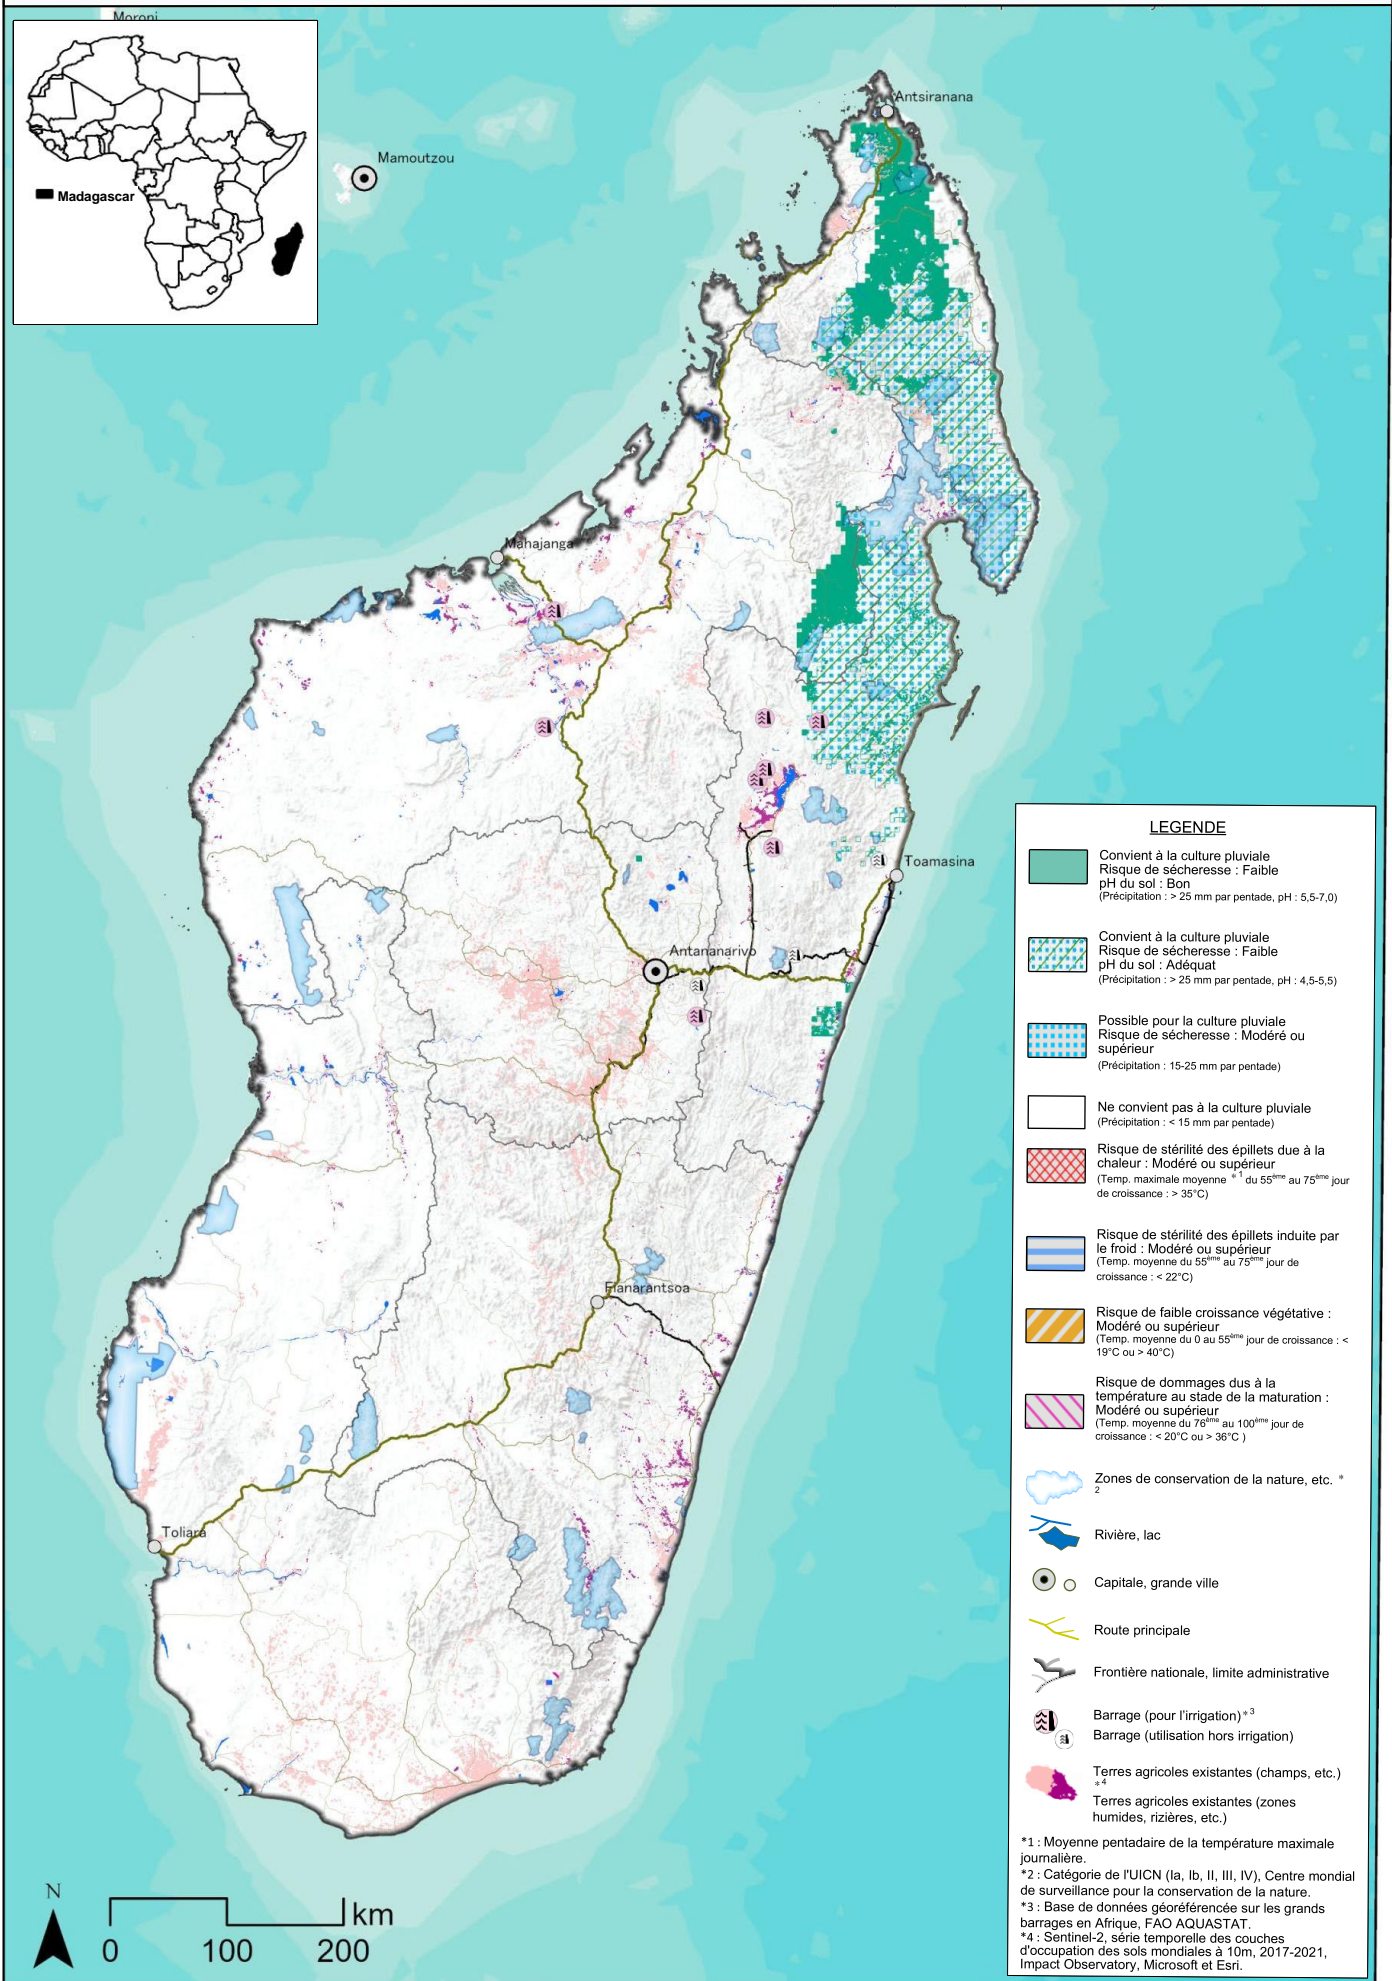 Moroni
Madagascar
Mamoutzou
Antsiranana
Mahajanga
Toamasina
Antananarivo
Fianarantsoa
Toliara
N
km
0 100 200
LEGENDE
Convient à la culture pluviale
Risque de sécheresse : Faible
pH du sol : Bon
(Précipitation : > 25 mm par pentade, pH : 5,5-7,0)
Convient à la culture pluviale
Risque de sécheresse : Faible
pH du sol : Adéquat
(Précipitation : > 25 mm par pentade, pH : 4,5-5,5)
Possible pour la culture pluviale
Risque de sécheresse : Modéré ou
supérieur
(Précipitation : 15-25 mm par pentade)
Ne convient pas à la culture pluviale
(Précipitation : < 15 mm par pentade)
Risque de stérilité des épillets due à la
chaleur : Modéré ou supérieur
(Temp. maximale moyenne *1 du 55ème au 75ème jour
de croissance : > 35°C)
Risque de stérilité des épillets induite par
le froid : Modéré ou supérieur
(Temp. moyenne du 55ème au 75ème jour de
croissance : < 22°C)
Risque de faible croissance végétative :
Modéré ou supérieur
(Temp. moyenne du 0 au 55ème jour de croissance : <
19°C ou > 40°C)
Risque de dommages dus à la
température au stade de la maturation :
Modéré ou supérieur
(Temp. moyenne du 76ème au 100ème jour de
croissance : < 20°C ou > 36°C )
Zones de conservation de la nature, etc. *
2
Rivière, lac
Capitale, grande ville
Route principale
Frontière nationale, limite administrative
Barrage (pour l'irrigation)*3
Barrage (utilisation hors irrigation)
Terres agricoles existantes (champs, etc.)
*4
Terres agricoles existantes (zones
humides, rizières, etc.)
*1 : Moyenne pentadaire de la température maximale
journalière.
*2 : Catégorie de l'UICN (Ia, Ib, II, III, IV), Centre mondial
de surveillance pour la conservation de la nature.
*3 : Base de données géoréférencée sur les grands
barrages en Afrique, FAO AQUASTAT.
*4 : Sentinel-2, série temporelle des couches
d'occupation des sols mondiales à 10m, 2017-2021,
Impact Observatory, Microsoft et Esri.